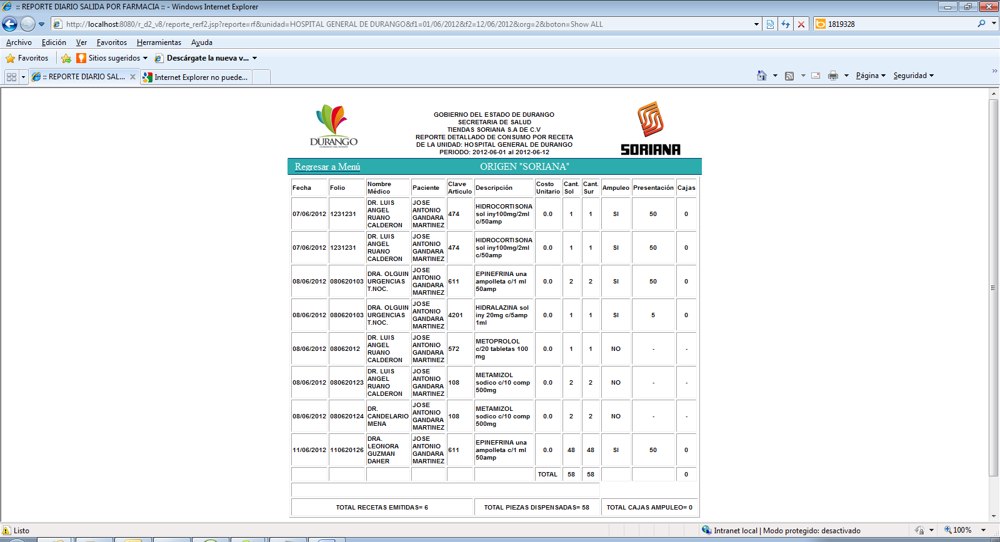 :: REPORTE DIARIO SALIDA POR FARMACIA :: - Windows Internet Explorer
http://localhost:8080/r_d2_v8/reporte_rerf2.jsp?reporte=rf&unidad=HOSPITAL GENERAL DE DURANGO&f1=01/06/2012&f2=12/06/2012&org=2&boton=Show ALL
1819328
Archivo Edición Ver Favoritos Herramientas Ayuda
Favoritos Sitios sugeridos Descárgate la nueva v...
:: REPORTE DIARIO SAL... Internet Explorer no puede... Página Seguridad
DURANGO
SORIANA
GOBIERNO DEL ESTADO DE DURANGO
SECRETARIA DE SALUD
TIENDAS SORIANA S.A DE C.V
REPORTE DETALLADO DE CONSUMO POR RECETA
DE LA UNIDAD: HOSPITAL GENERAL DE DURANGO
PERIODO: 2012-06-01 al 2012-06-12
Regresar a Menú ORIGEN "SORIANA"
Fecha Folio Nombre Médico Paciente Clave Articulo Descripción Costo Unitario Cant. Sol Cant. Sur Ampuleo Presentación Cajas
07/06/2012 1231231 DR. LUIS ANGEL RUANO CALDERON JOSE ANTONIO GANDARA MARTINEZ 474 HIDROCORTISONA sol iny100mg/2ml c/50amp 0.0 1 1 SI 50 0
07/06/2012 1231231 DR. LUIS ANGEL RUANO CALDERON JOSE ANTONIO GANDARA MARTINEZ 474 HIDROCORTISONA sol iny100mg/2ml c/50amp 0.0 1 1 SI 50 0
08/06/2012 080620103 DRA. OLGUIN URGENCIAS T.NOC. JOSE ANTONIO GANDARA MARTINEZ 611 EPINEFRINA una ampolleta c/1 ml 50amp 0.0 2 2 SI 50 0
08/06/2012 080620103 DRA. OLGUIN URGENCIAS T.NOC. JOSE ANTONIO GANDARA MARTINEZ 4201 HIDRALAZINA sol iny 20mg c/5amp 1ml 0.0 1 1 SI 5 0
08/06/2012 08062012 DR. LUIS ANGEL RUANO CALDERON JOSE ANTONIO GANDARA MARTINEZ 572 METOPROLOL c/20 tabletas 100 mg 0.0 1 1 NO - -
08/06/2012 080620123 DR. LUIS ANGEL RUANO CALDERON JOSE ANTONIO GANDARA MARTINEZ 108 METAMIZOL sodico c/10 comp 500mg 0.0 2 2 NO - -
08/06/2012 080620124 DR. CANDELARIO MENA JOSE ANTONIO GANDARA MARTINEZ 108 METAMIZOL sodico c/10 comp 500mg 0.0 2 2 NO - -
11/06/2012 110620126 DRA. LEONORA GUZMAN DAHER JOSE ANTONIO GANDARA MARTINEZ 611 EPINEFRINA una ampolleta c/1 ml 50amp 0.0 48 48 SI 50 0
TOTAL 58 58 0
TOTAL RECETAS EMITIDAS= 6 TOTAL PIEZAS DISPENSADAS= 58 TOTAL CAJAS AMPULEO= 0
Listo Intranet local | Modo protegido: desactivado 100%